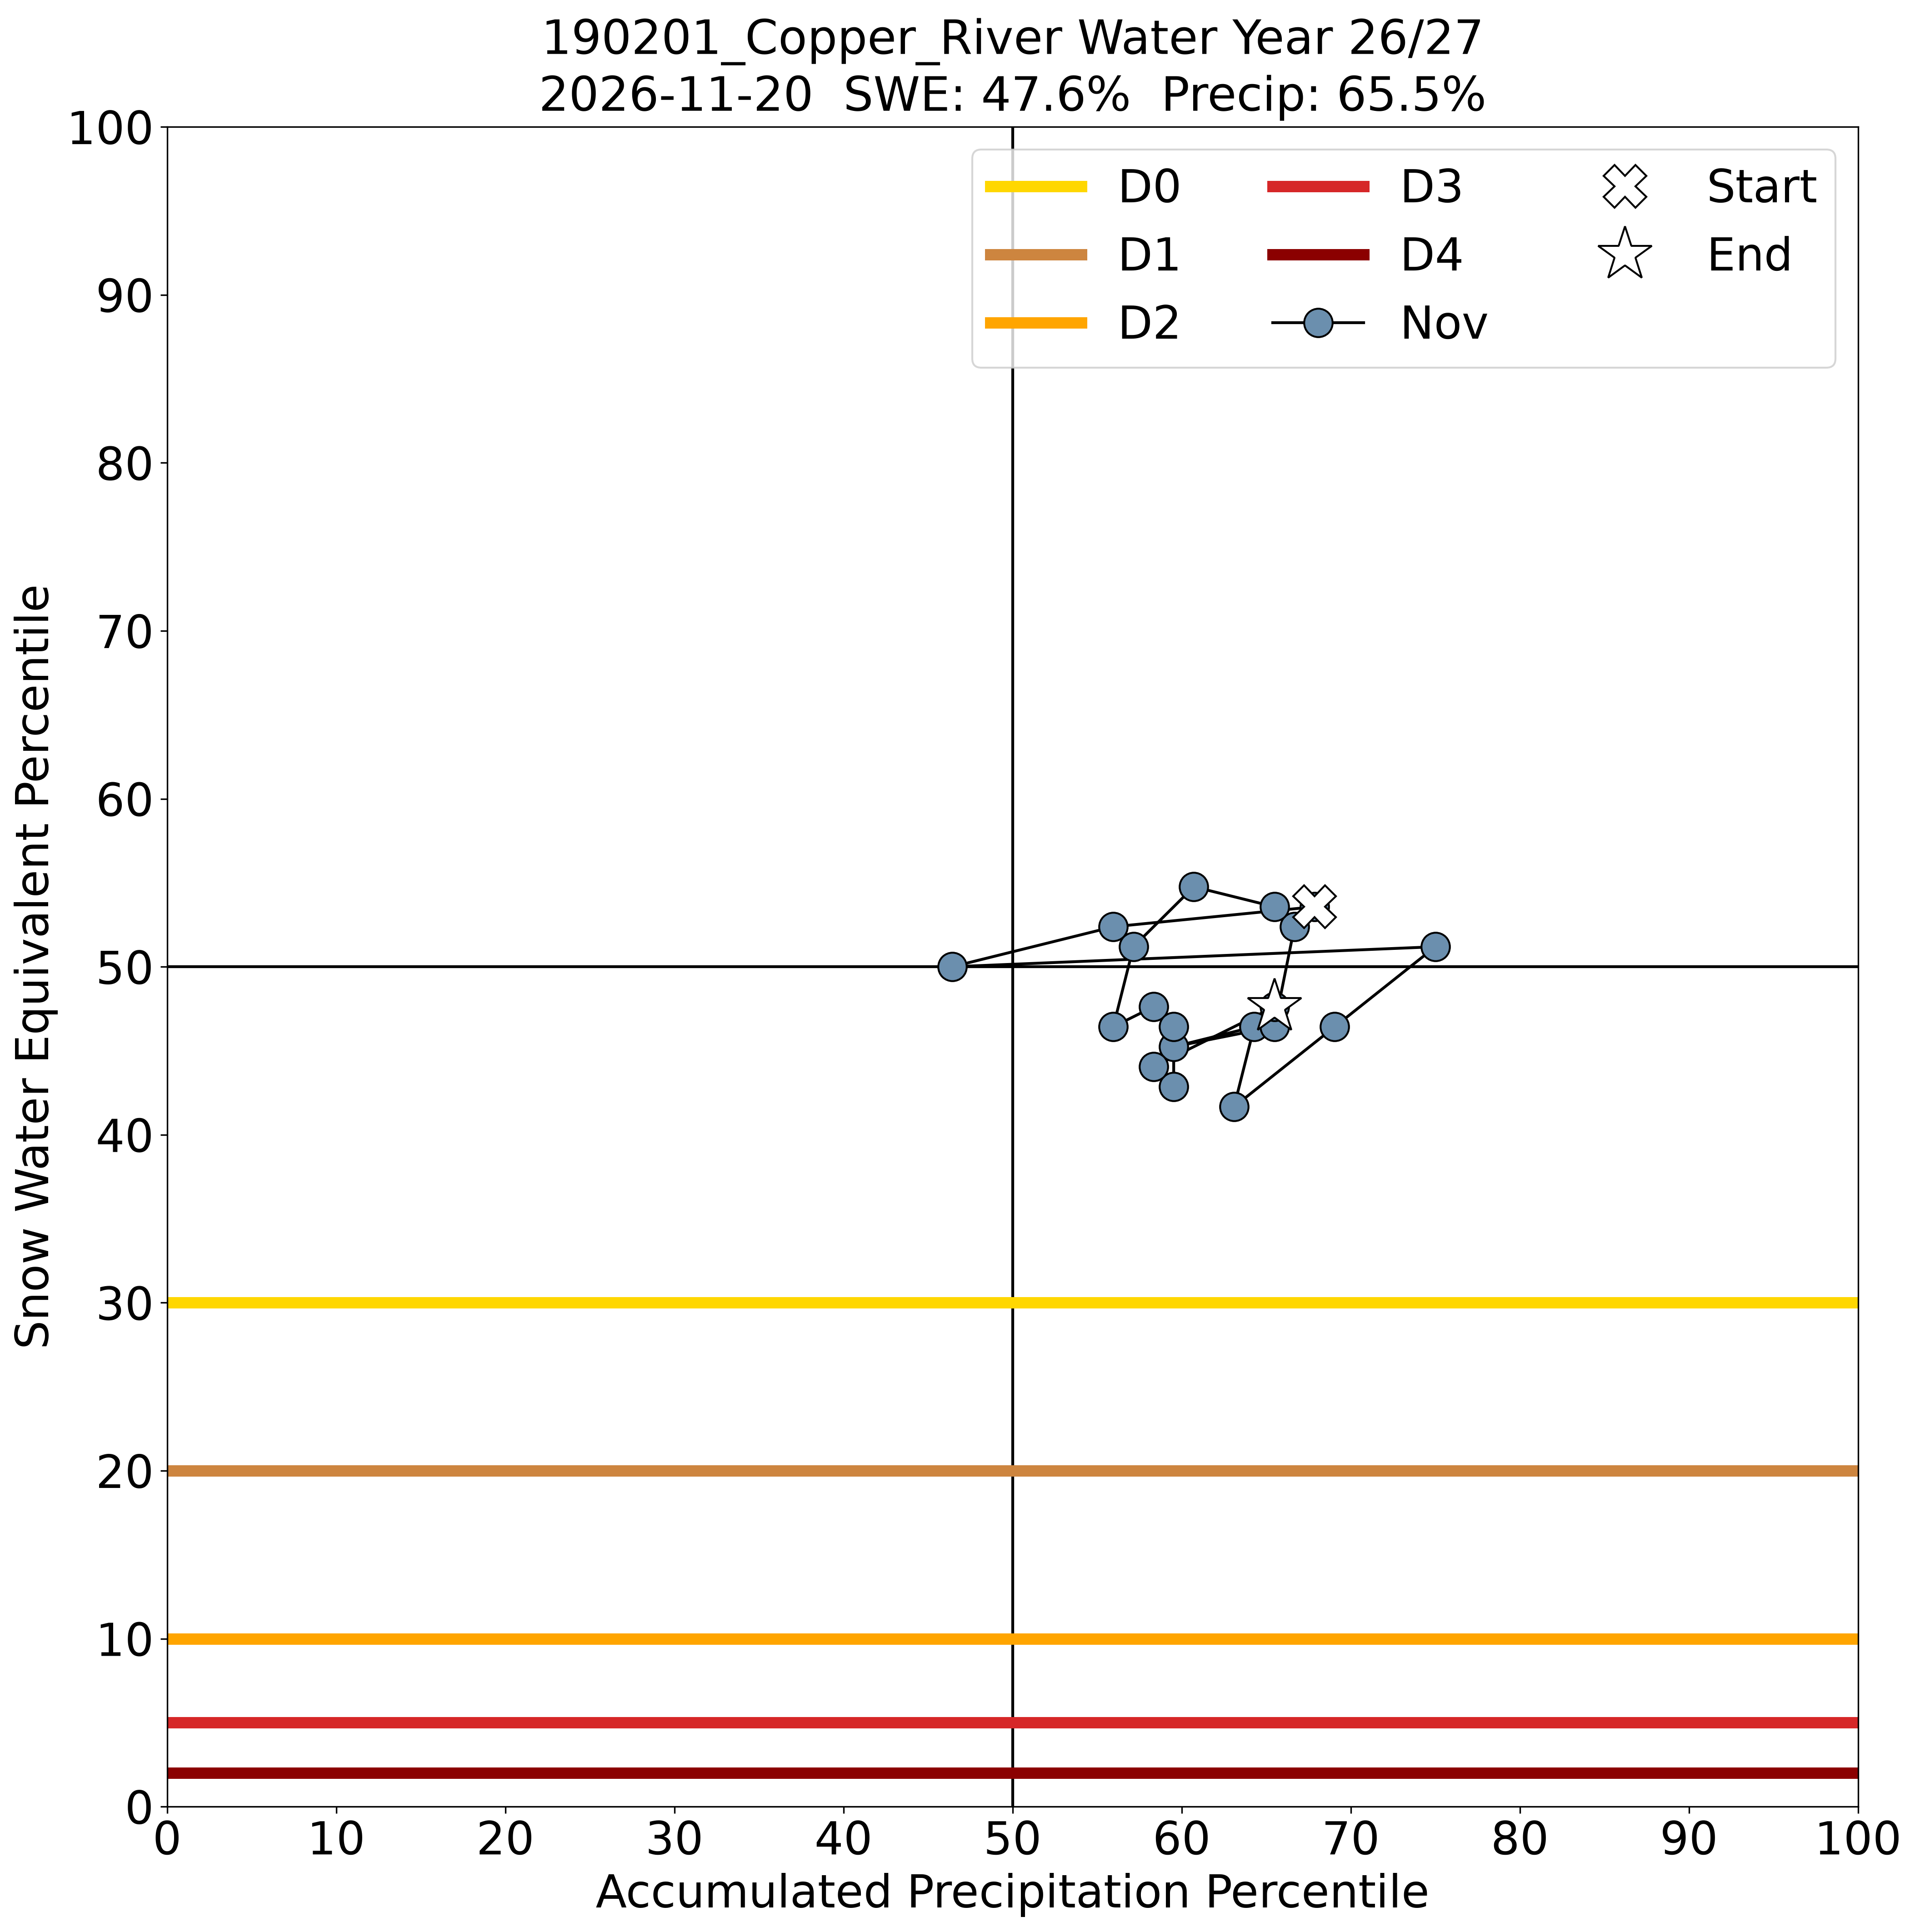 190201_Copper_River Water Year 26/27
2026-11-20  SWE: 47.6%  Precip: 65.5%
D0
D1
D2
D3
D4
Nov
Start
End
Snow Water Equivalent Percentile
100
90
80
70
60
50
40
30
20
10
0
0 10 20 30 40 50 60 70 80 90 100
Accumulated Precipitation Percentile